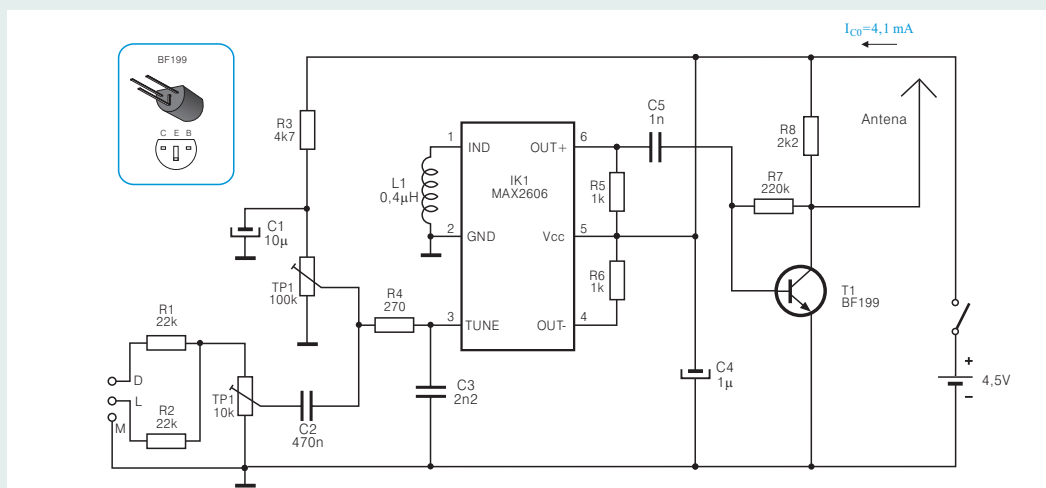 I_C0=4,1 mA
BF199
C E B
R3
4k7
C1
10µ
TP1
100k
L1
0,4µH
1
IND
2
GND
3
TUNE
IK1
MAX2606
OUT+
6
Vcc
5
OUT-
4
C5
1n
R5
1k
R6
1k
R8
2k2
R7
220k
Antena
T1
BF199
R4
270
R1
22k
R2
22k
D
L
M
TP1
10k
C2
470n
C3
2n2
C4
1µ
+
4,5V
−